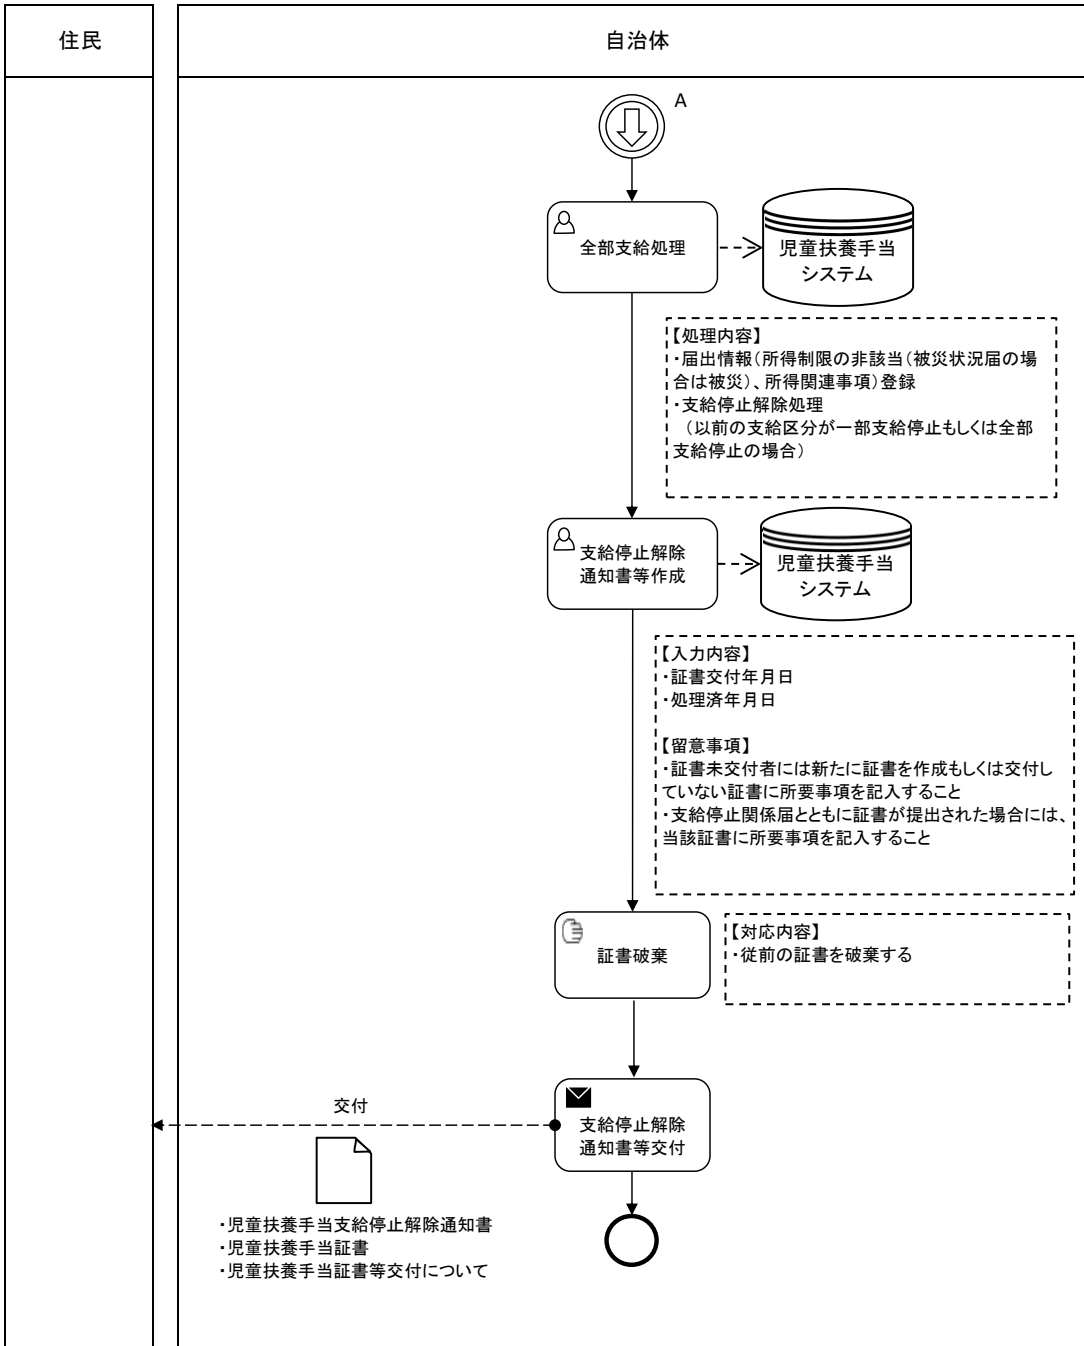 住民
自治体
A
全部支給処理
児童扶養手当
システム
【処理内容】
・届出情報（所得制限の非該当（被災状況届の場
合は被災）、所得関連事項）登録
・支給停止解除処理
（以前の支給区分が一部支給停止もしくは全部
支給停止の場合）
支給停止解除
通知書等作成
児童扶養手当
システム
【入力内容】
・証書交付年月日
・処理済年月日
【留意事項】
・証書未交付者には新たに証書を作成もしくは交付し
ていない証書に所要事項を記入すること
・支給停止関係届とともに証書が提出された場合には、
当該証書に所要事項を記入すること
証書破棄
【対応内容】
・従前の証書を破棄する
交付
支給停止解除
通知書等交付
・児童扶養手当支給停止解除通知書
・児童扶養手当証書
・児童扶養手当証書等交付について